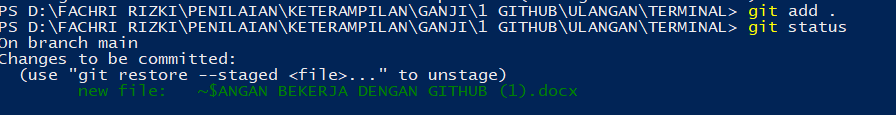 PS D:\FACHRI RIZKI\PENILAIAN\KETERAMPILAN\GANJI\1 GITHUB\ULANGAN\TERMINAL> git add .
PS D:\FACHRI RIZKI\PENILAIAN\KETERAMPILAN\GANJI\1 GITHUB\ULANGAN\TERMINAL> git status
On branch main
Changes to be committed:
  (use "git restore --staged <file>..." to unstage)
        new file:   ~$ANGAN BEKERJA DENGAN GITHUB (1).docx